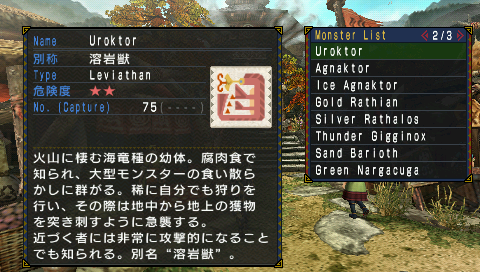 Name Uroktor
別称 溶岩獣
Type Leviathan
危険度 ★★
No. (Capture) 75(----)
火山に棲む海竜種の幼体。腐肉食で
知られ、大型モンスターの食い散ら
かしに群がる。稀に自分でも狩りを
行い、その際は地中から地上の獲物
を突き刺すように急襲する。
近づく者には非常に攻撃的になること
でも知られる。別名“溶岩獣”。
Monster List 2/3
Uroktor
Agnaktor
Ice Agnaktor
Gold Rathian
Silver Rathalos
Thunder Gigginox
Sand Barioth
Green Nargacuga